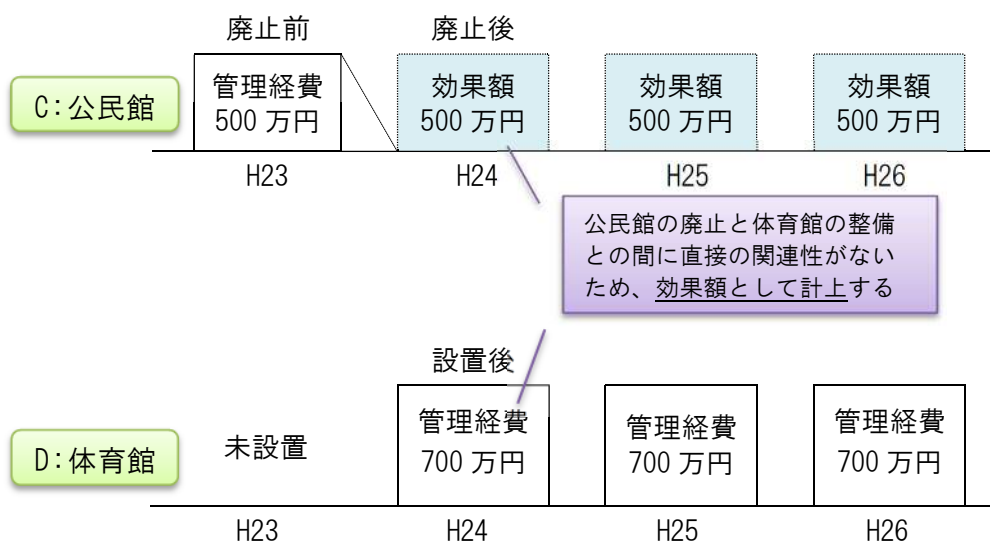 廃止前
廃止後
C:公民館
管理経費
500 万円
効果額
500 万円
効果額
500 万円
効果額
500 万円
H23
H24
H25
H26
公民館の廃止と体育館の整備
との間に直接の関連性がない
ため、効果額として計上する
設置後
D:体育館
未設置
管理経費
700 万円
管理経費
700 万円
管理経費
700 万円
H23
H24
H25
H26